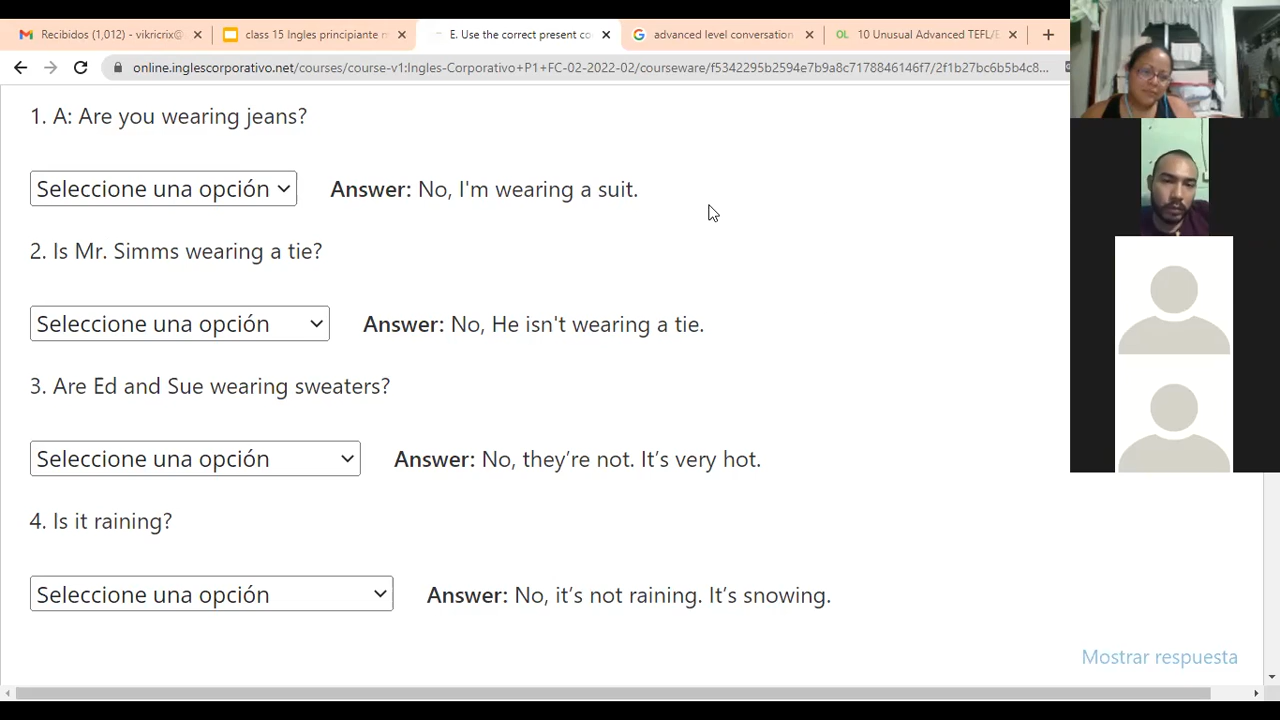 Recibidos (1,012) - vikricrix@
class 15 Ingles principiante
E. Use the correct present co
advanced level conversation
OL 10 Unusual Advanced TEFL/E
online.inglescorporativo.net/courses/course-v1:Ingles-Corporativo+P1+FC-02-2022-02/courseware/f5342295b2594e7b9a8c7178846146f7/2f1b27bc6b5b4c8...
1. A: Are you wearing jeans?
Seleccione una opción Answer: No, I'm wearing a suit.
2. Is Mr. Simms wearing a tie?
Seleccione una opción Answer: No, He isn't wearing a tie.
3. Are Ed and Sue wearing sweaters?
Seleccione una opción Answer: No, they’re not. It’s very hot.
4. Is it raining?
Seleccione una opción Answer: No, it’s not raining. It’s snowing.
Mostrar respuesta